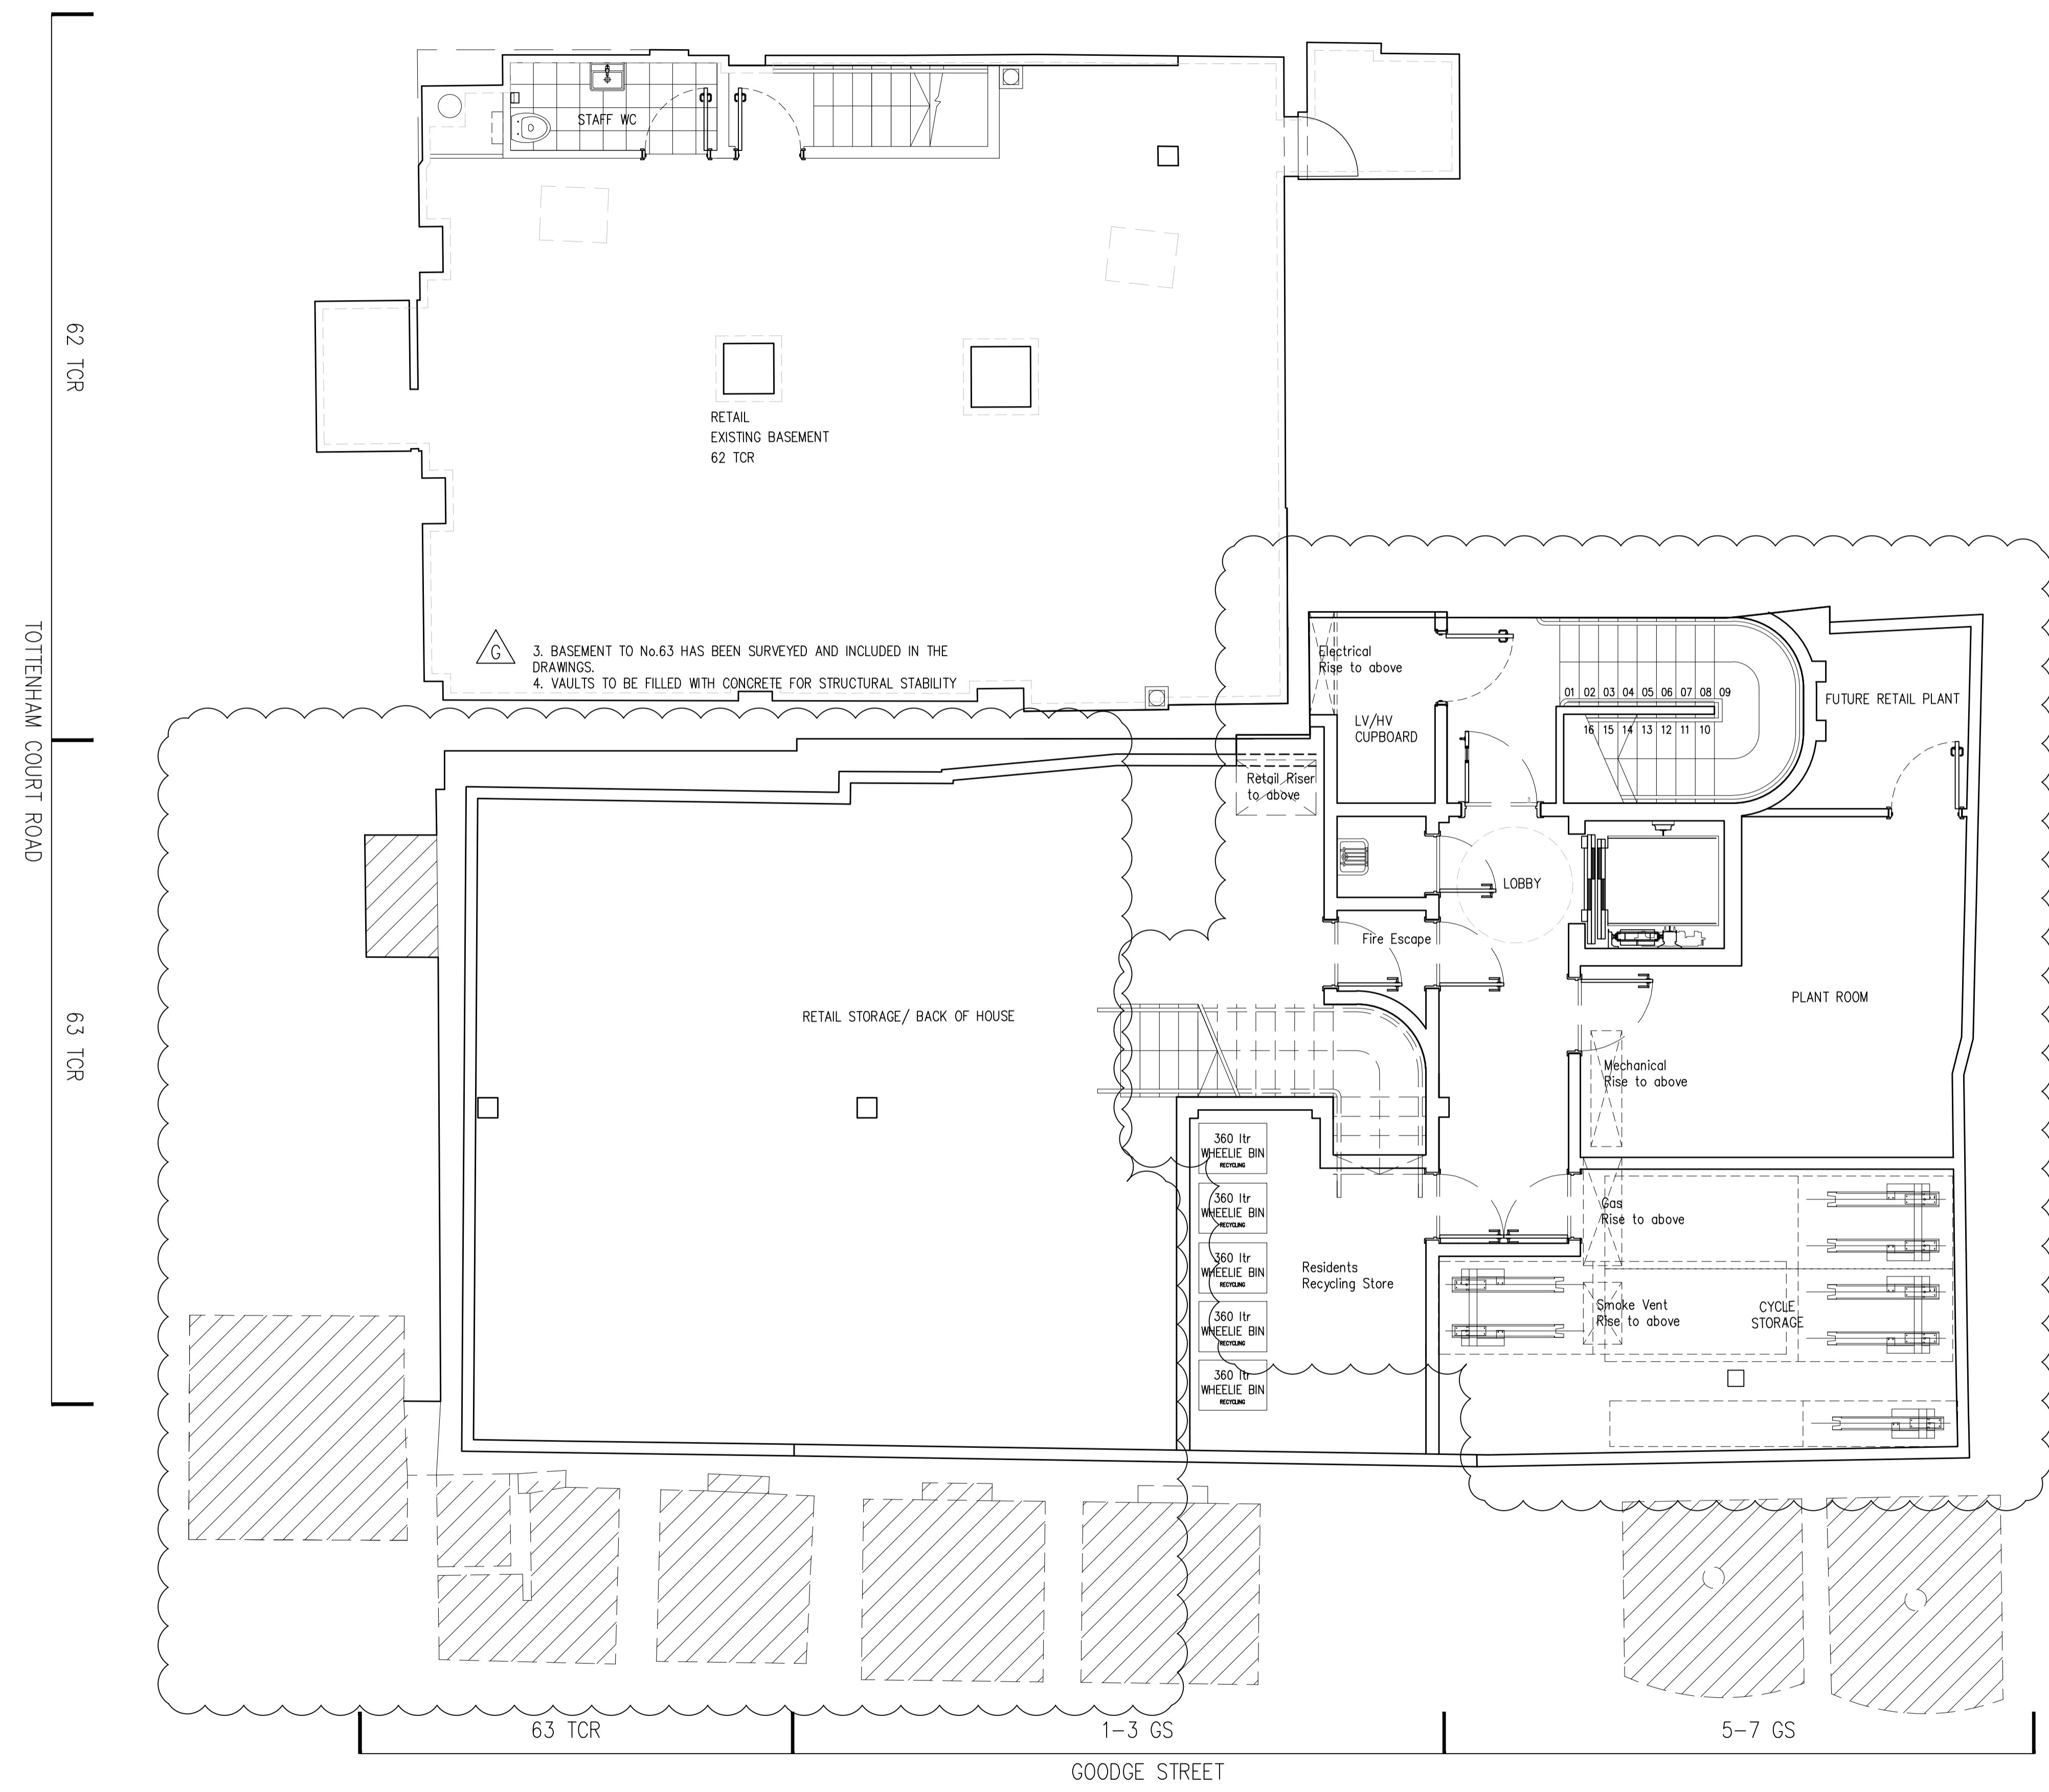 STAFF WC
62 TCR
RETAIL
EXISTING BASEMENT
62 TCR
TOTTENHAM COURT ROAD
G
3. BASEMENT TO No.63 HAS BEEN SURVEYED AND INCLUDED IN THE
DRAWINGS.
4. VAULTS TO BE FILLED WITH CONCRETE FOR STRUCTURAL STABILITY
Electrical
Rise to above
LV/HV
CUPBOARD
01 02 03 04 05 06 07 08 09
16 15 14 13 12 11 10
FUTURE RETAIL PLANT
Retail Riser
to above
LOBBY
Fire Escape
63 TCR
RETAIL STORAGE/ BACK OF HOUSE
PLANT ROOM
Mechanical
Rise to above
360 ltr
WHEELIE BIN
RECYCLING
360 ltr
WHEELIE BIN
RECYCLING
360 ltr
WHEELIE BIN
RECYCLING
360 ltr
WHEELIE BIN
RECYCLING
360 ltr
WHEELIE BIN
RECYCLING
Residents
Recycling Store
Gas
Rise to above
Smoke Vent
Rise to above
CYCLE
STORAGE
63 TCR
1-3 GS
5-7 GS
GOODGE STREET